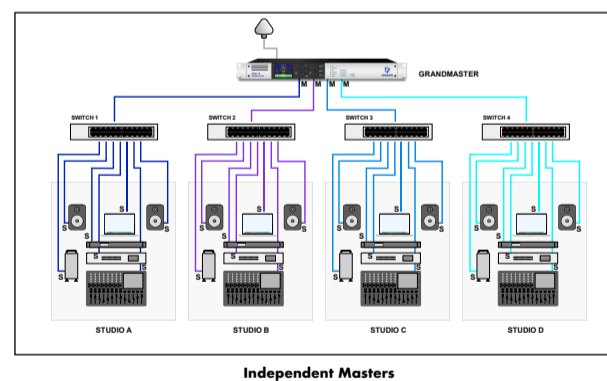 GRANDMASTER
M M M M
SWITCH 1 SWITCH 2 SWITCH 3 SWITCH 4
S S S S
S S S S S S S S
S S S S
S S S S S S S S
STUDIO A STUDIO B STUDIO C STUDIO D
Independent Masters